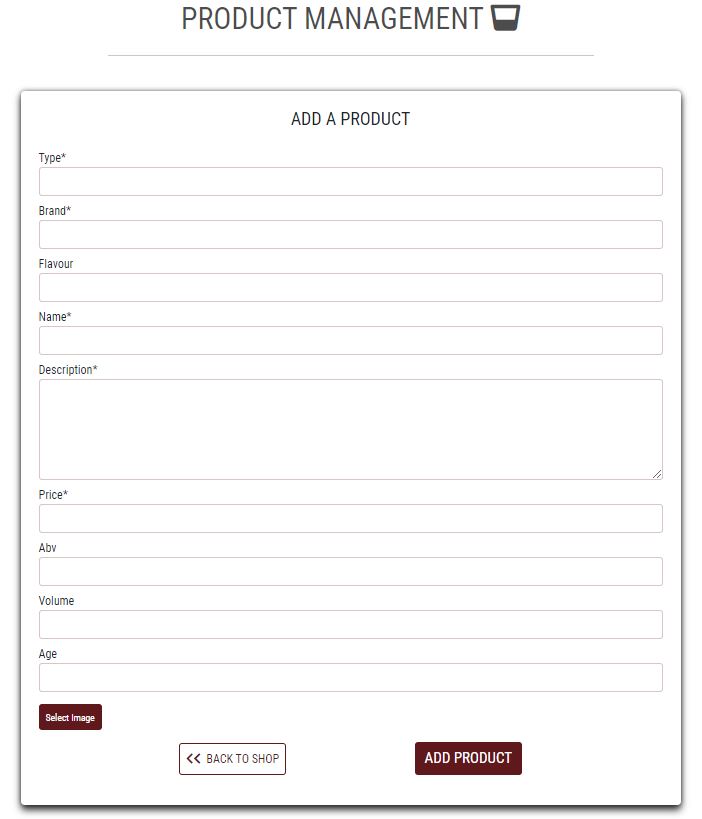 PRODUCT MANAGEMENT
ADD A PRODUCT
Type*
Brand*
Flavour
Name*
Description*
Price*
Abv
Volume
Age
Select Image
BACK TO SHOP
ADD PRODUCT